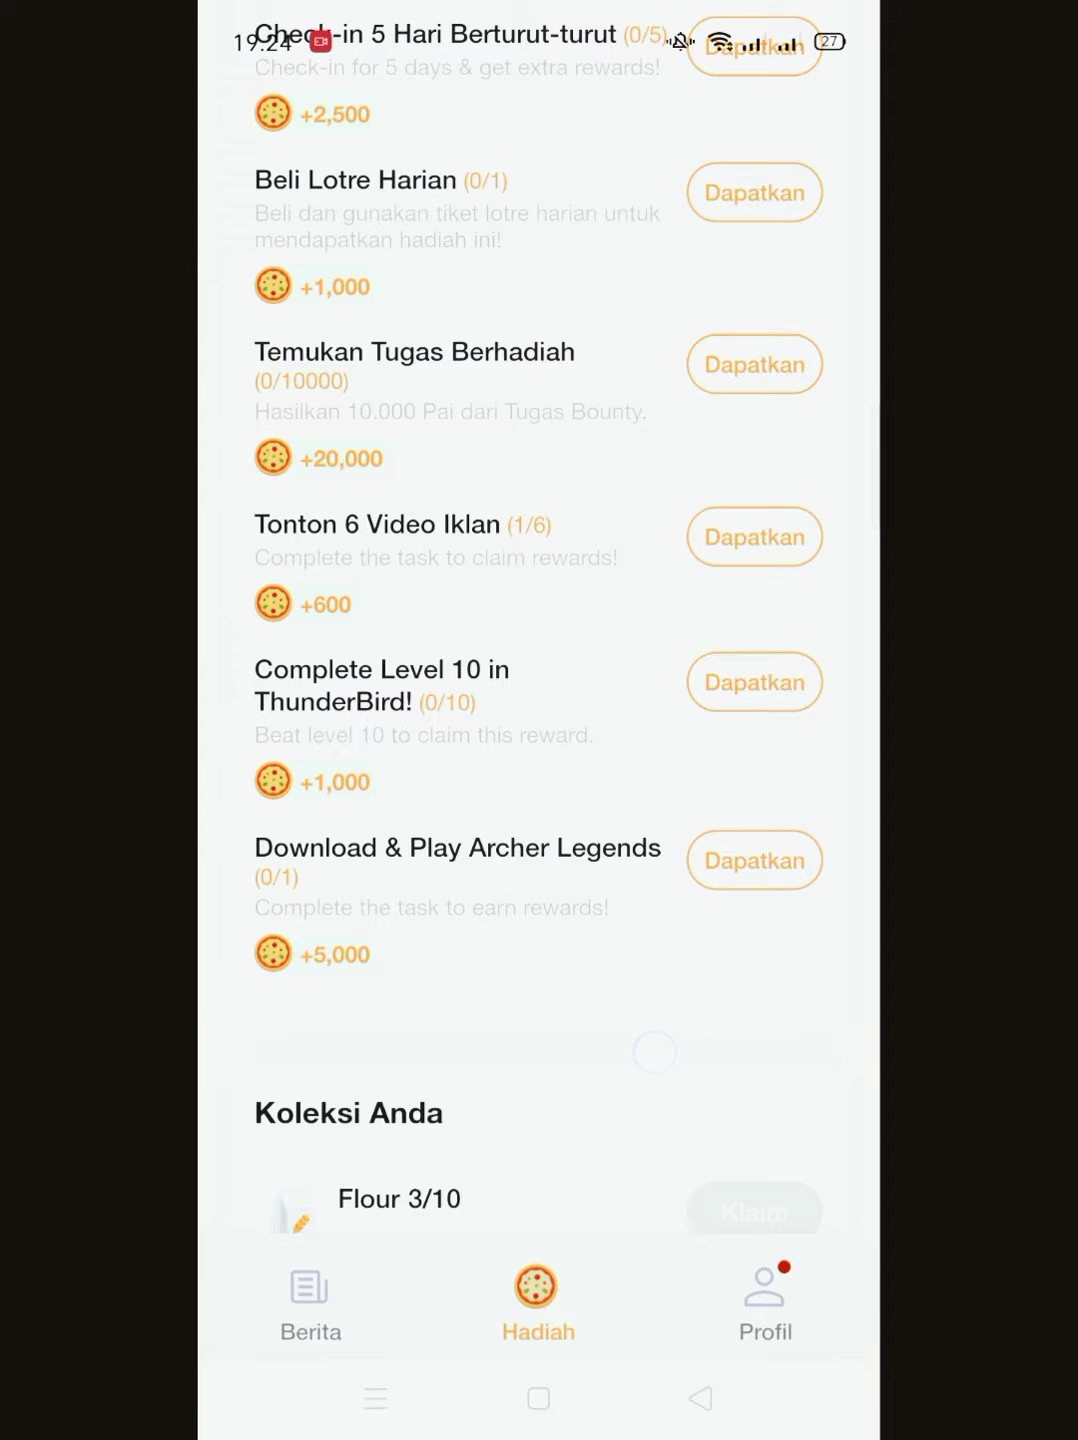 Check-in 5 Hari Berturut-turut (0/5)
19.24
27
Dapatkan
Check-in for 5 days & get extra rewards!
+2,500
Beli Lotre Harian (0/1)
Dapatkan
Beli dan gunakan tiket lotre harian untuk
mendapatkan hadiah ini!
+1,000
Temukan Tugas Berhadiah
(0/10000)
Dapatkan
Hasilkan 10.000 Pai dari Tugas Bounty.
+20,000
Tonton 6 Video Iklan (1/6)
Dapatkan
Complete the task to claim rewards!
+600
Complete Level 10 in
ThunderBird! (0/10)
Dapatkan
Beat level 10 to claim this reward.
+1,000
Download & Play Archer Legends
(0/1)
Dapatkan
Complete the task to earn rewards!
+5,000
Koleksi Anda
Flour 3/10
Klaim
Berita
Hadiah
Profil